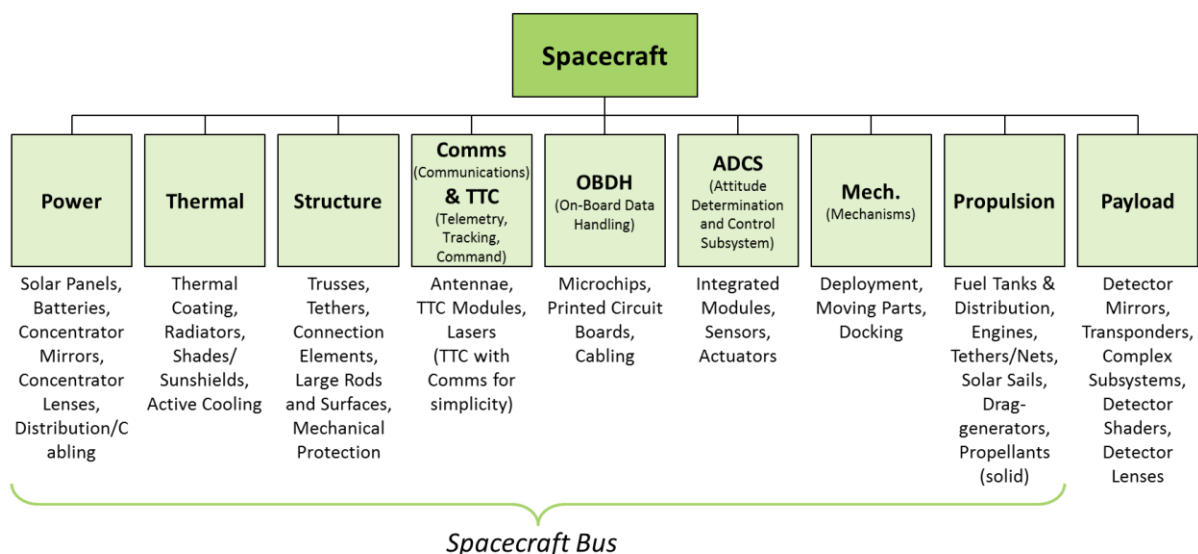 Spacecraft
Power
Thermal
Structure
Comms
(Communications)
& TTC
(Telemetry,
Tracking,
Command)
OBDH
(On-Board Data
Handling)
ADCS
(Attitude
Determination
and Control
Subsystem)
Mech.
(Mechanisms)
Propulsion
Payload
Solar Panels,
Batteries,
Concentrator
Mirrors,
Concentrator
Lenses,
Distribution/C
abling
Thermal
Coating,
Radiators,
Shades/
Sunshields,
Active Cooling
Trusses,
Tethers,
Connection
Elements,
Large Rods
and Surfaces,
Mechanical
Protection
Antennae,
TTC Modules,
Lasers
(TTC with
Comms for
simplicity)
Microchips,
Printed Circuit
Boards,
Cabling
Integrated
Modules,
Sensors,
Actuators
Deployment,
Moving Parts,
Docking
Fuel Tanks &
Distribution,
Engines,
Tethers/Nets,
Solar Sails,
Drag-
generators,
Propellants
(solid)
Detector
Mirrors,
Transponders,
Complex
Subsystems,
Detector
Shaders,
Detector
Lenses
Spacecraft Bus